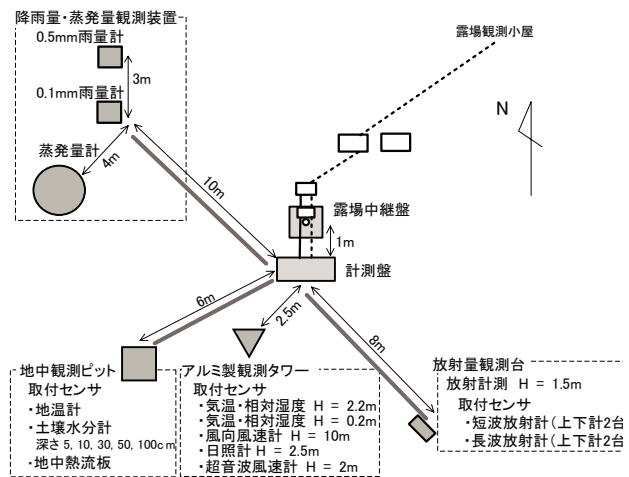 降雨量・蒸発量観測装置
0.5mm雨量計
3m
0.1mm雨量計
蒸発量計
4m
10m
露場観測小屋
N
露場中継盤
1m
計測盤
6m
2.5m
8m
地中観測ピット
取付センサ
・地温計
・土壌水分計
深さ 5, 10, 30, 50, 100cm
・地中熱流板
アルミ製観測タワー
取付センサ
・気温・相対湿度 H = 2.2m
・気温・相対湿度 H = 0.2m
・風向風速計 H = 10m
・日照計 H = 2.5m
・超音波風速計 H = 2m
放射量観測台
放射計測 H = 1.5m
取付センサ
・短波放射計(上下計2台
・長波放射計(上下計2台